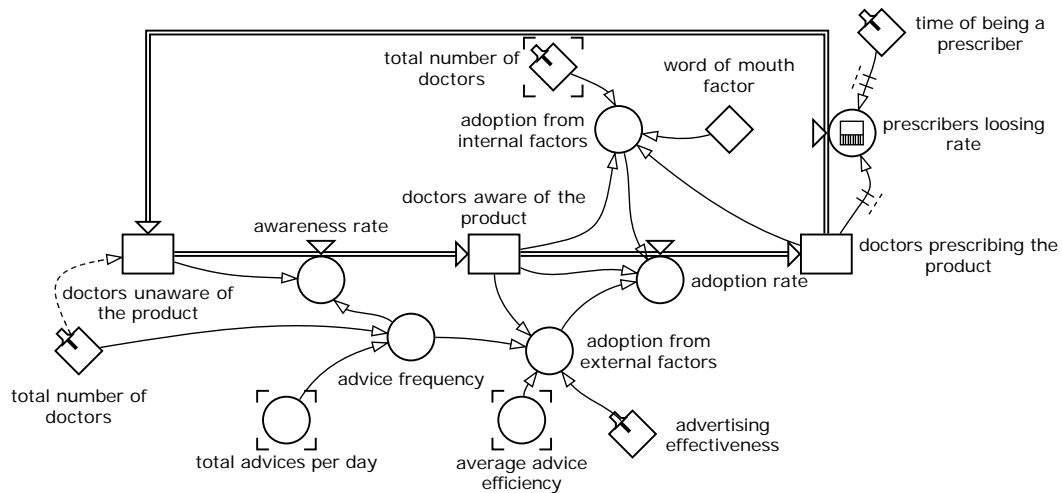 time of being a
prescriber
total number of
doctors
word of mouth
factor
adoption from
internal factors
prescribers loosing
rate
doctors aware of the
product
awareness rate
doctors prescribing the
product
adoption rate
doctors unaware of
the product
adoption from
external factors
advice frequency
total number of
doctors
advertising
effectiveness
total advices per day
average advice
efficiency